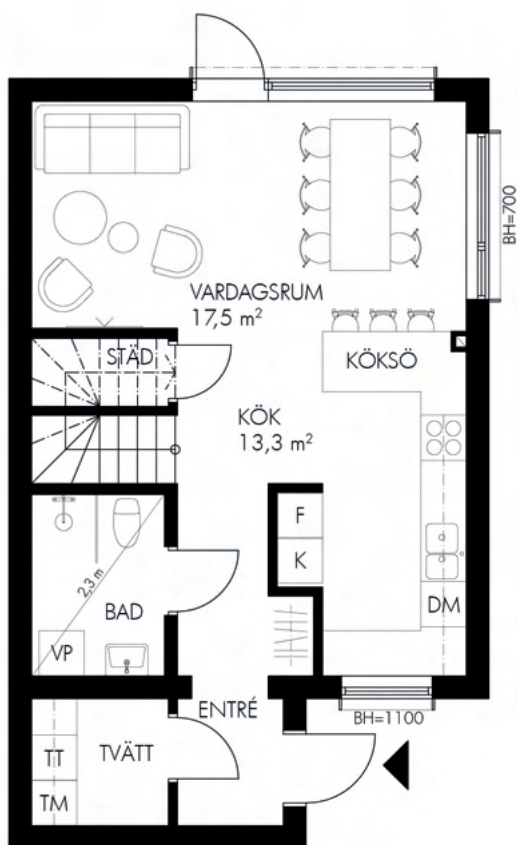 BH=700
VARDAGSRUM
17,5 m²
STÄD
KÖKSÖ
KÖK
13,3 m²
F
K
2,3 m
BAD
DM
VP
ENTRÉ
BH=1100
TT
TVÄTT
TM